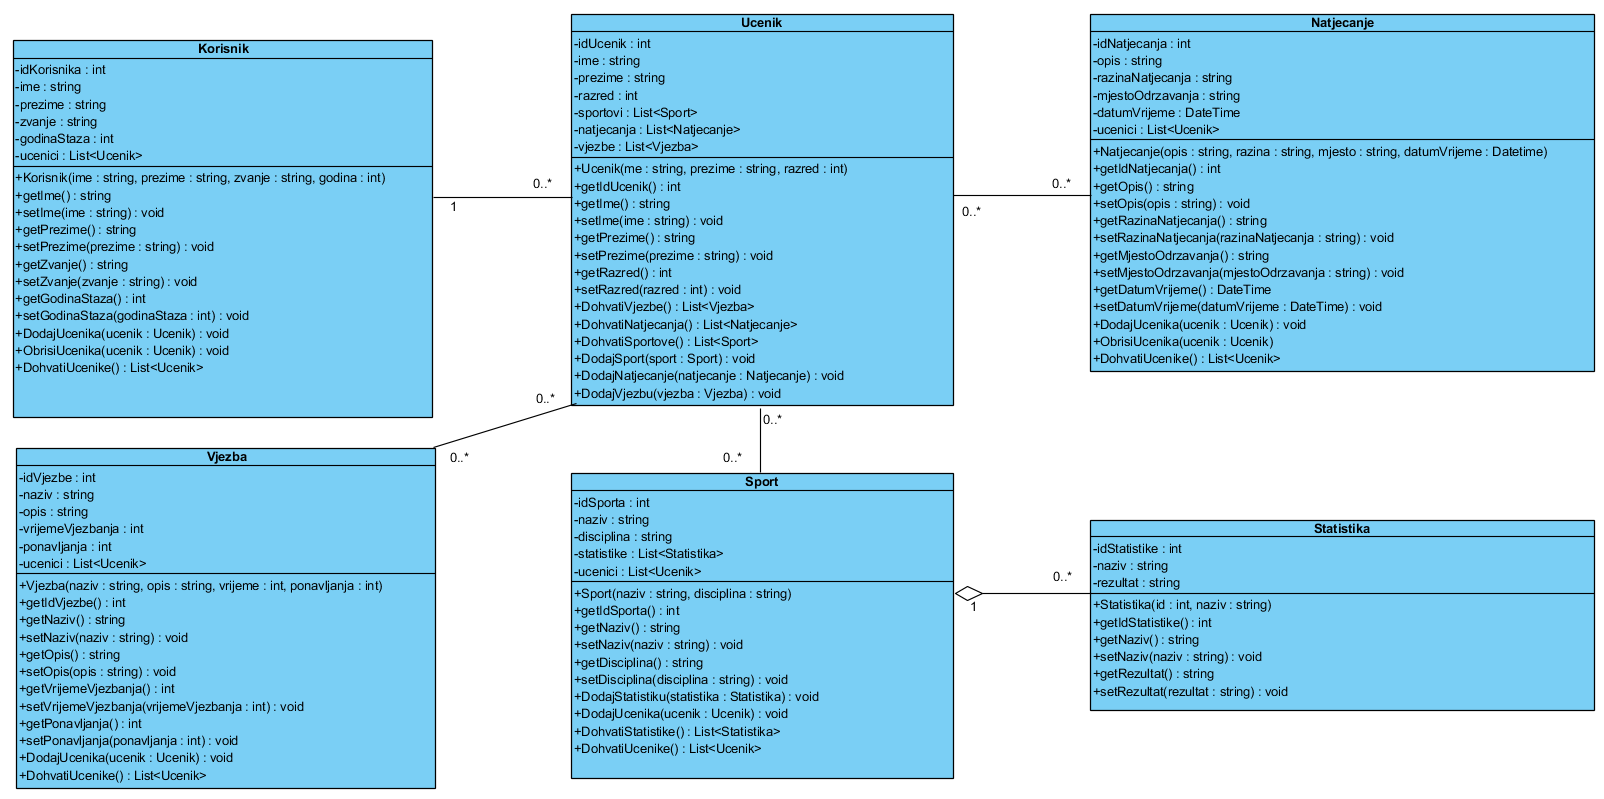 Korisnik
-idKorisnika : int
-ime : string
-prezime : string
-zvanje : string
-godinaStaza : int
-ucenici : List<Ucenik>
+Korisnik(ime : string, prezime : string, zvanje : string, godina : int)
+getIme() : string
+setIme(ime : string) : void
+getPrezime() : string
+setPrezime(prezime : string) : void
+getZvanje() : string
+setZvanje(zvanje : string) : void
+getGodinaStaza() : int
+setGodinaStaza(godinaStaza : int) : void
+DodajUcenika(ucenik : Ucenik) : void
+ObrisiUcenika(ucenik : Ucenik) : void
+DohvatiUcenike() : List<Ucenik>
0..*
1
Ucenik
-idUcenik : int
-ime : string
-prezime : string
-razred : int
-sportovi : List<Sport>
-natjecanja : List<Natjecanje>
-vjezbe : List<Vjezba>
+Ucenik(me : string, prezime : string, razred : int)
+getIdUcenik() : int
+getIme() : string
+setIme(ime : string) : void
+getPrezime() : string
+setPrezime(prezime : string) : void
+getRazred() : int
+setRazred(razred : int) : void
+DohvatiVjezbe() : List<Vjezba>
+DohvatiNatjecanja() : List<Natjecanje>
+DohvatiSportove() : List<Sport>
+DodajSport(sport : Sport) : void
+DodajNatjecanje(natjecanje : Natjecanje) : void
+DodajVjezbu(vjezba : Vjezba) : void
0..*
0..*
Natjecanje
-idNatjecanja : int
-opis : string
-razinaNatjecanja : string
-mjestoOdrzavanja : string
-datumVrijeme : DateTime
-ucenici : List<Ucenik>
+Natjecanje(opis : string, razina : string, mjesto : string, datumVrijeme : Datetime)
+getIdNatjecanja() : int
+getOpis() : string
+setOpis(opis : string) : void
+getRazinaNatjecanja() : string
+setRazinaNatjecanja(razinaNatjecanja : string) : void
+getMjestoOdrzavanja() : string
+setMjestoOdrzavanja(mjestoOdrzavanja : string) : void
+getDatumVrijeme() : DateTime
+setDatumVrijeme(datumVrijeme : DateTime) : void
+DodajUcenika(ucenik : Ucenik) : void
+ObrisiUcenika(ucenik : Ucenik)
+DohvatiUcenike() : List<Ucenik>
0..*
0..*
0..*
0..*
Vjezba
-idVjezbe : int
-naziv : string
-opis : string
-vrijemeVjezbanja : int
-ponavljanja : int
-ucenici : List<Ucenik>
+Vjezba(naziv : string, opis : string, vrijeme : int, ponavljanja : int)
+getIdVjezbe() : int
+getNaziv() : string
+setNaziv(naziv : string) : void
+getOpis() : string
+setOpis(opis : string) : void
+getVrijemeVjezbanja() : int
+setVrijemeVjezbanja(vrijemeVjezbanja : int) : void
+getPonavljanja() : int
+setPonavljanja(ponavljanja : int) : void
+DodajUcenika(ucenik : Ucenik) : void
+DohvatiUcenike() : List<Ucenik>
Sport
-idSporta : int
-naziv : string
-disciplina : string
-statistike : List<Statistika>
-ucenici : List<Ucenik>
+Sport(naziv : string, disciplina : string)
+getIdSporta() : int
+getNaziv() : string
+setNaziv(naziv : string) : void
+getDisciplina() : string
+setDisciplina(disciplina : string) : void
+DodajStatistiku(statistika : Statistika) : void
+DodajUcenika(ucenik : Ucenik) : void
+DohvatiStatistike() : List<Statistika>
+DohvatiUcenike() : List<Ucenik>
0..*
1
Statistika
-idStatistike : int
-naziv : string
-rezultat : string
+Statistika(id : int, naziv : string)
+getIdStatistike() : int
+getNaziv() : string
+setNaziv(naziv : string) : void
+getRezultat() : string
+setRezultat(rezultat : string) : void